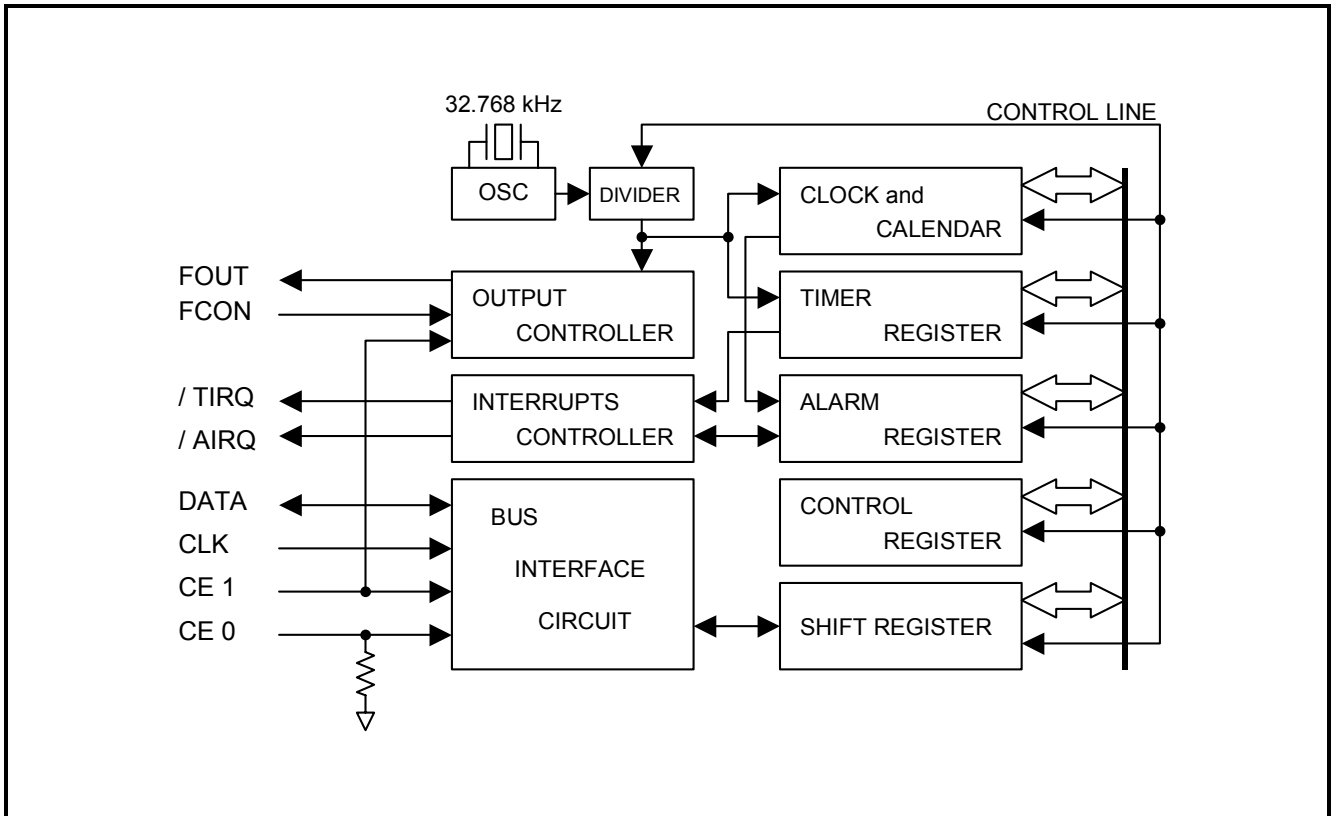 32.768 kHz
CONTROL LINE
OSC
DIVIDER
CLOCK and
CALENDAR
FOUT
FCON
OUTPUT
CONTROLLER
TIMER
REGISTER
/ TIRQ
/ AIRQ
INTERRUPTS
CONTROLLER
ALARM
REGISTER
DATA
CLK
CE 1
CE 0
BUS
INTERFACE
CIRCUIT
CONTROL
REGISTER
SHIFT REGISTER